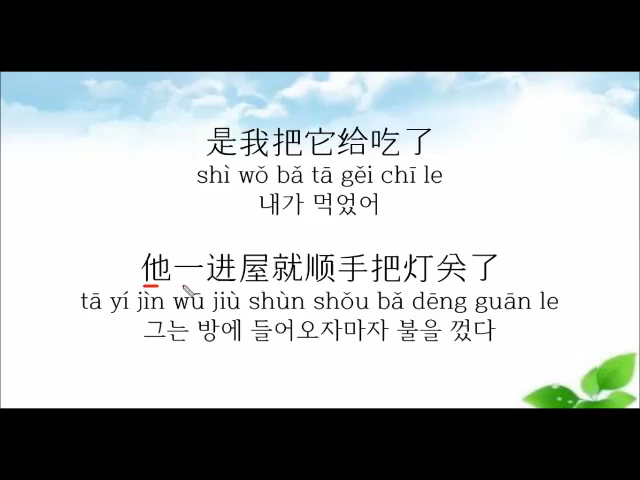 是我把它给吃了
shì wǒ bǎ tā gěi chī le
내가 먹었어
他一进屋就顺手把灯关了
tā yí jìn wū jiù shùn shǒu bǎ dēng guān le
그는 방에 들어오자마자 불을 껐다